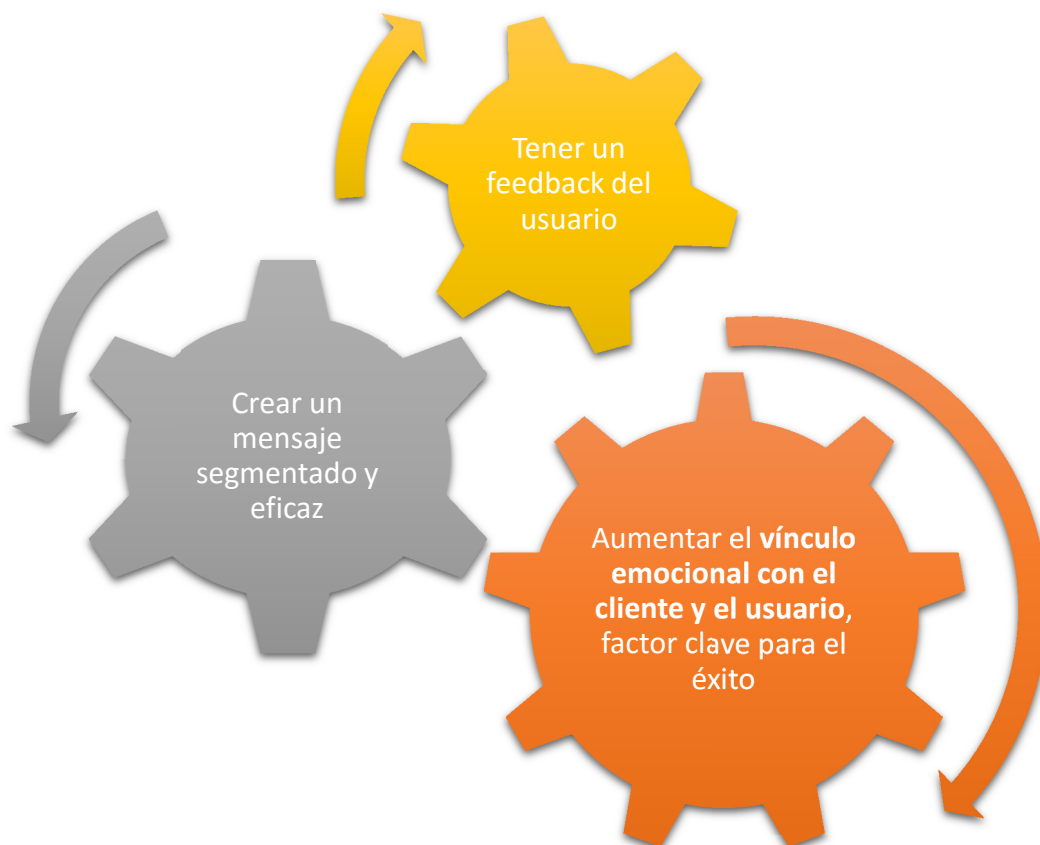 Tener un
feedback del
usuario
Crear un
mensaje
segmentado y
eficaz
Aumentar el vínculo
emocional con el
cliente y el usuario,
factor clave para el
éxito